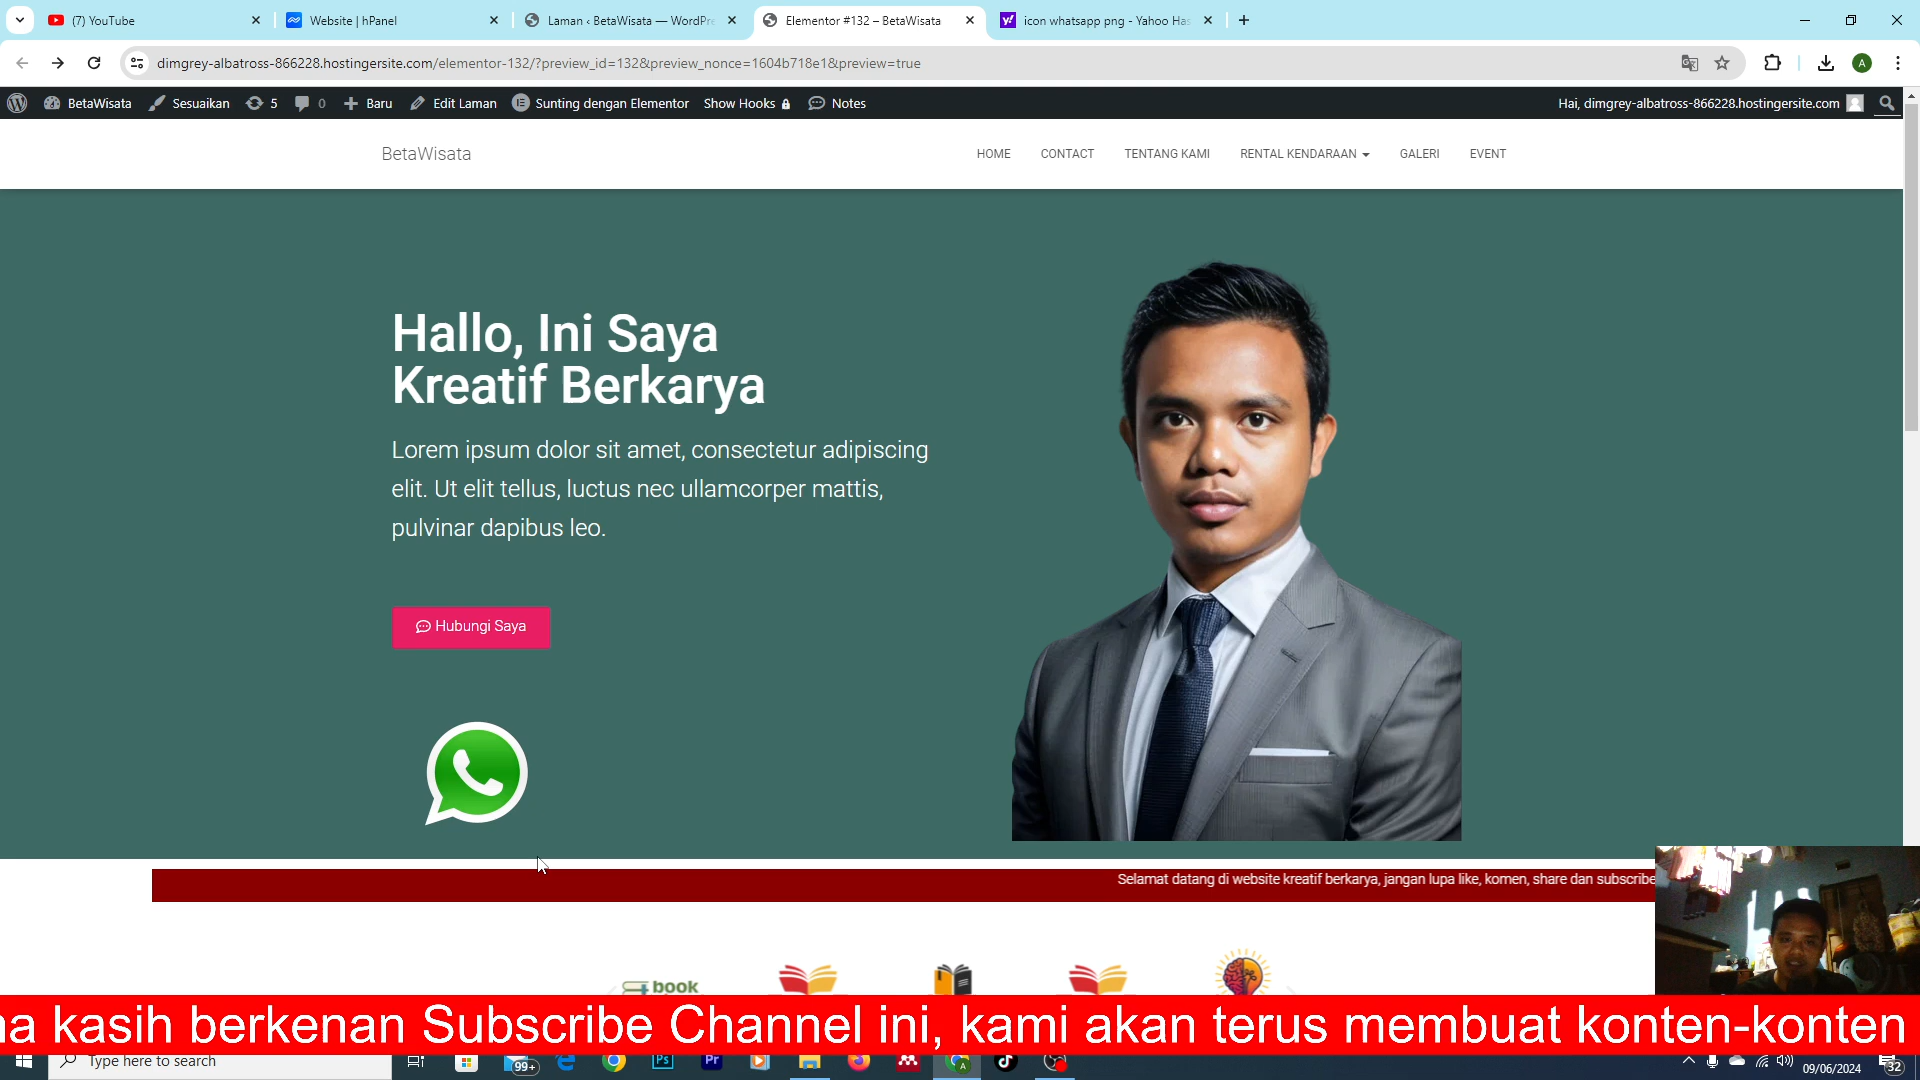 (7) YouTube
Website | hPanel
Laman ‹ BetaWisata — WordPre
Elementor #132 – BetaWisata
icon whatsapp png - Yahoo Has
dimgrey-albatross-866228.hostingersite.com/elementor-132/?preview_id=132&preview_nonce=1604b718e1&preview=true
A
BetaWisata
Sesuaikan
5
0
Baru
Edit Laman
Sunting dengan Elementor
Show Hooks
Notes
Hai, dimgrey-albatross-866228.hostingersite.com
BetaWisata
HOME
CONTACT
TENTANG KAMI
RENTAL KENDARAAN
GALERI
EVENT
Hallo, Ini Saya
Kreatif Berkarya
Lorem ipsum dolor sit amet, consectetur adipiscing
elit. Ut elit tellus, luctus nec ullamcorper mattis,
pulvinar dapibus leo.
Hubungi Saya
Selamat datang di website kreatif berkarya, jangan lupa like, komen, share dan subscribe
book
na kasih berkenan Subscribe Channel ini, kami akan terus membuat konten-konten
Type here to search
99+
Ps
Pr
A
09/06/2024
32